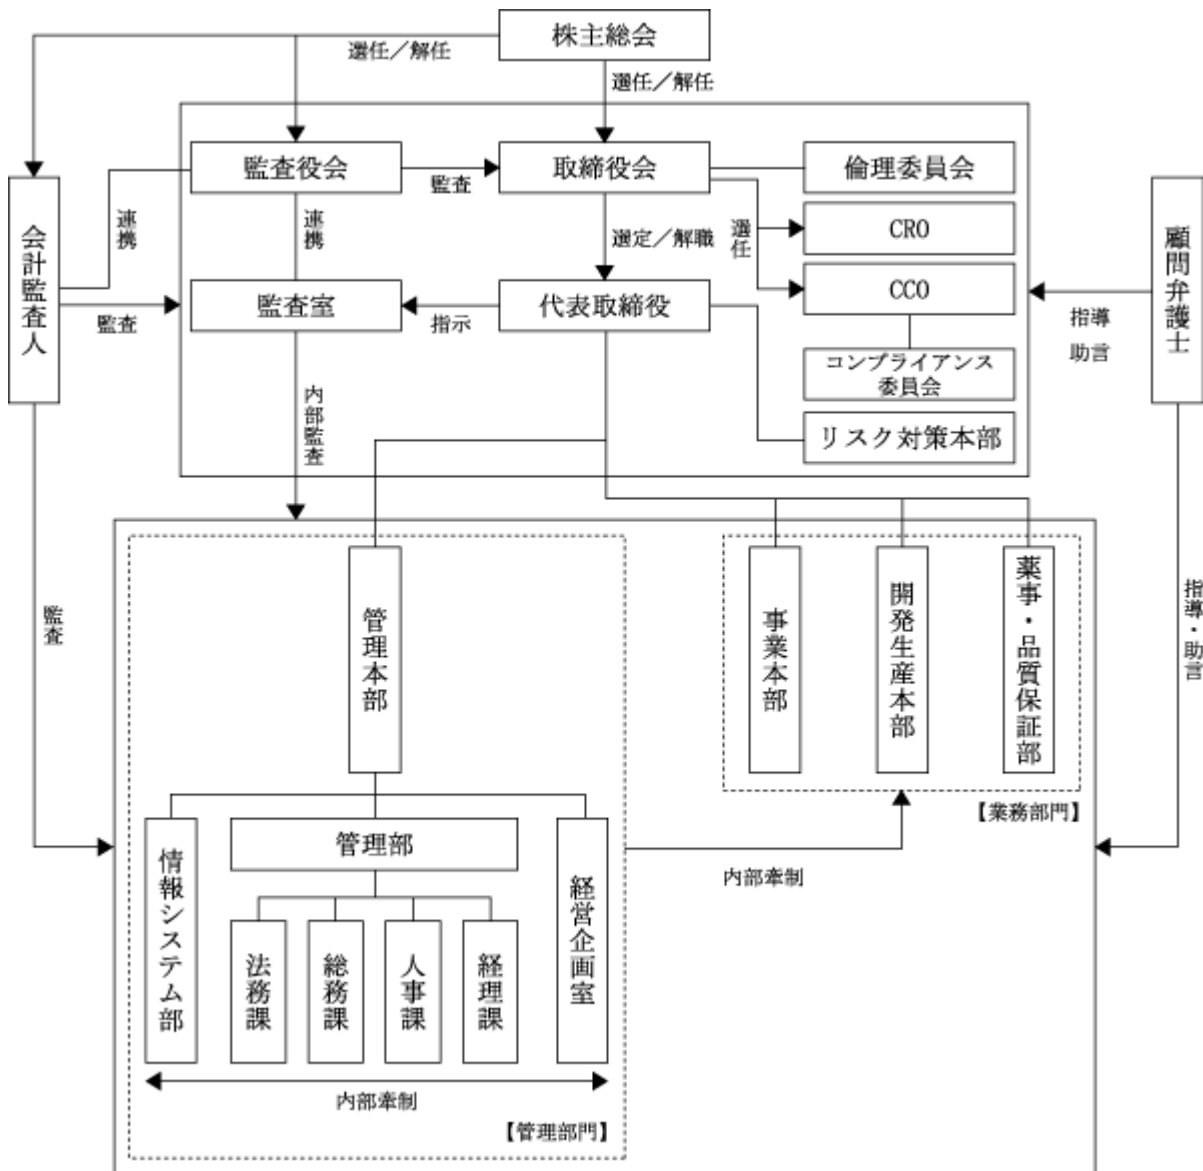 株主総会
選任／解任
選任／解任
監査役会
監査
取締役会
倫理委員会
連携
連携
選定／解職
選任
CRO
CCO
会計監査人
監査
監査室
指示
代表取締役
顧問弁護士
指導
助言
コンプライアンス
委員会
リスク対策本部
内部監査
監査
指導・助言
管理本部
事業本部
開発生産本部
薬事・品質保証部
【業務部門】
情報システム部
管理部
経営企画室
内部牽制
法務課
総務課
人事課
経理課
内部牽制
【管理部門】